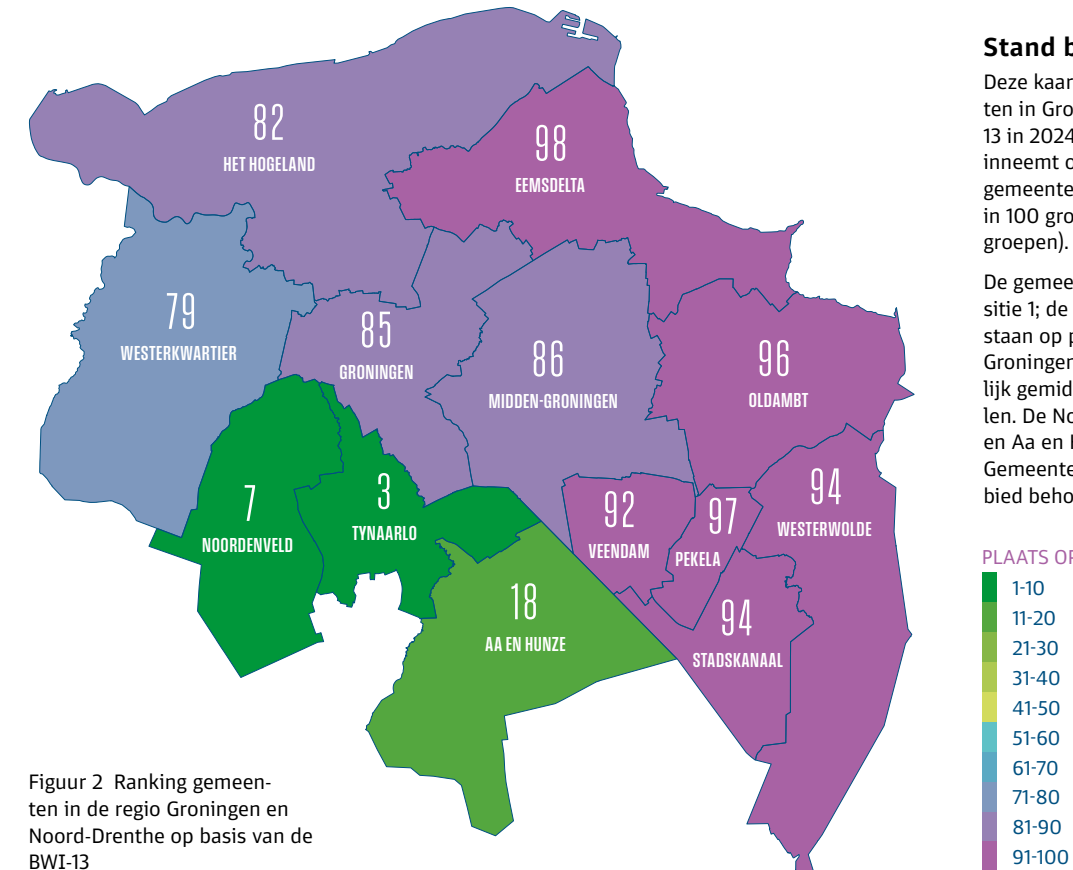 82
HET HOGELAND
98
EEMSDELTA
79
WESTERKWARTIER
85
GRONINGEN
86
MIDDEN-GRONINGEN
96
OLDAMBT
7
NOORDENVELD
3
TYNAARLO
92
VEENDAM
97
PEKELA
94
WESTERWOLDE
18
AA EN HUNZE
94
STADSKANAAL
Figuur 2 Ranking gemeen-
ten in de regio Groningen en
Noord-Drenthe op basis van de
BWI-13
Stand b
Deze kaar
ten in Gro
13 in 2024
inneemt o
gemeente
in 100 gro
groepen).
De gemee
sitie 1; de
staan op p
Groningen
lijk gemid
len. De No
en Aa en
Gemeente
bied beho
PLAATS OP
1-10
11-20
21-30
31-40
41-50
51-60
61-70
71-80
81-90
91-100